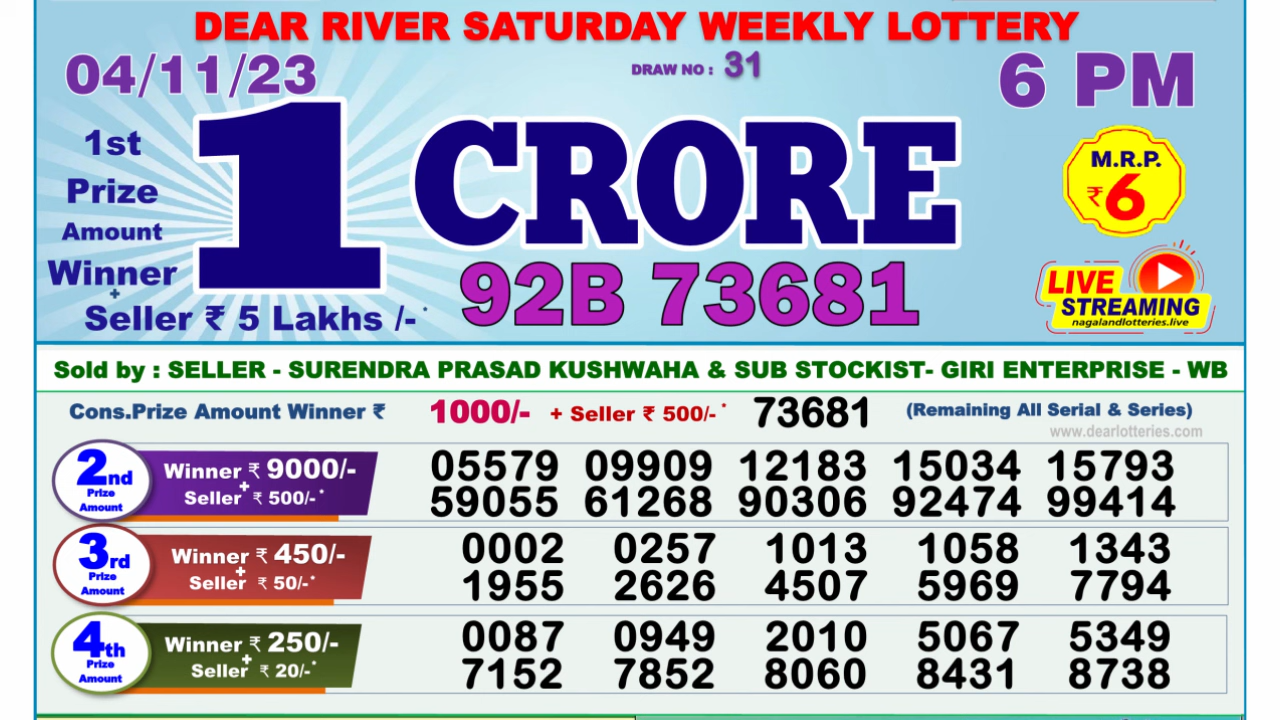 DEAR RIVER SATURDAY WEEKLY LOTTERY
04/11/23
DRAW NO : 31
6 PM
1st
Prize
Amount
Winner
+
Seller ₹ 5 Lakhs /-*
1 CRORE
92B 73681
M.R.P.
₹6
LIVE
STREAMING
nagalandlotteries.live
Sold by : SELLER - SURENDRA PRASAD KUSHWAHA & SUB STOCKIST- GIRI ENTERPRISE - WB
Cons.Prize Amount Winner ₹ 1000/- + Seller ₹ 500/-* 73681 (Remaining All Serial & Series)
www.dearlotteries.com
2nd
Prize
Amount
Winner ₹ 9000/-
+
Seller ₹ 500/-*
05579 09909 12183 15034 15793
59055 61268 90306 92474 99414
3rd
Prize
Amount
Winner ₹ 450/-
+
Seller ₹ 50/-*
0002 0257 1013 1058 1343
1955 2626 4507 5969 7794
4th
Prize
Amount
Winner ₹ 250/-
+
Seller ₹ 20/-*
0087 0949 2010 5067 5349
7152 7852 8060 8431 8738